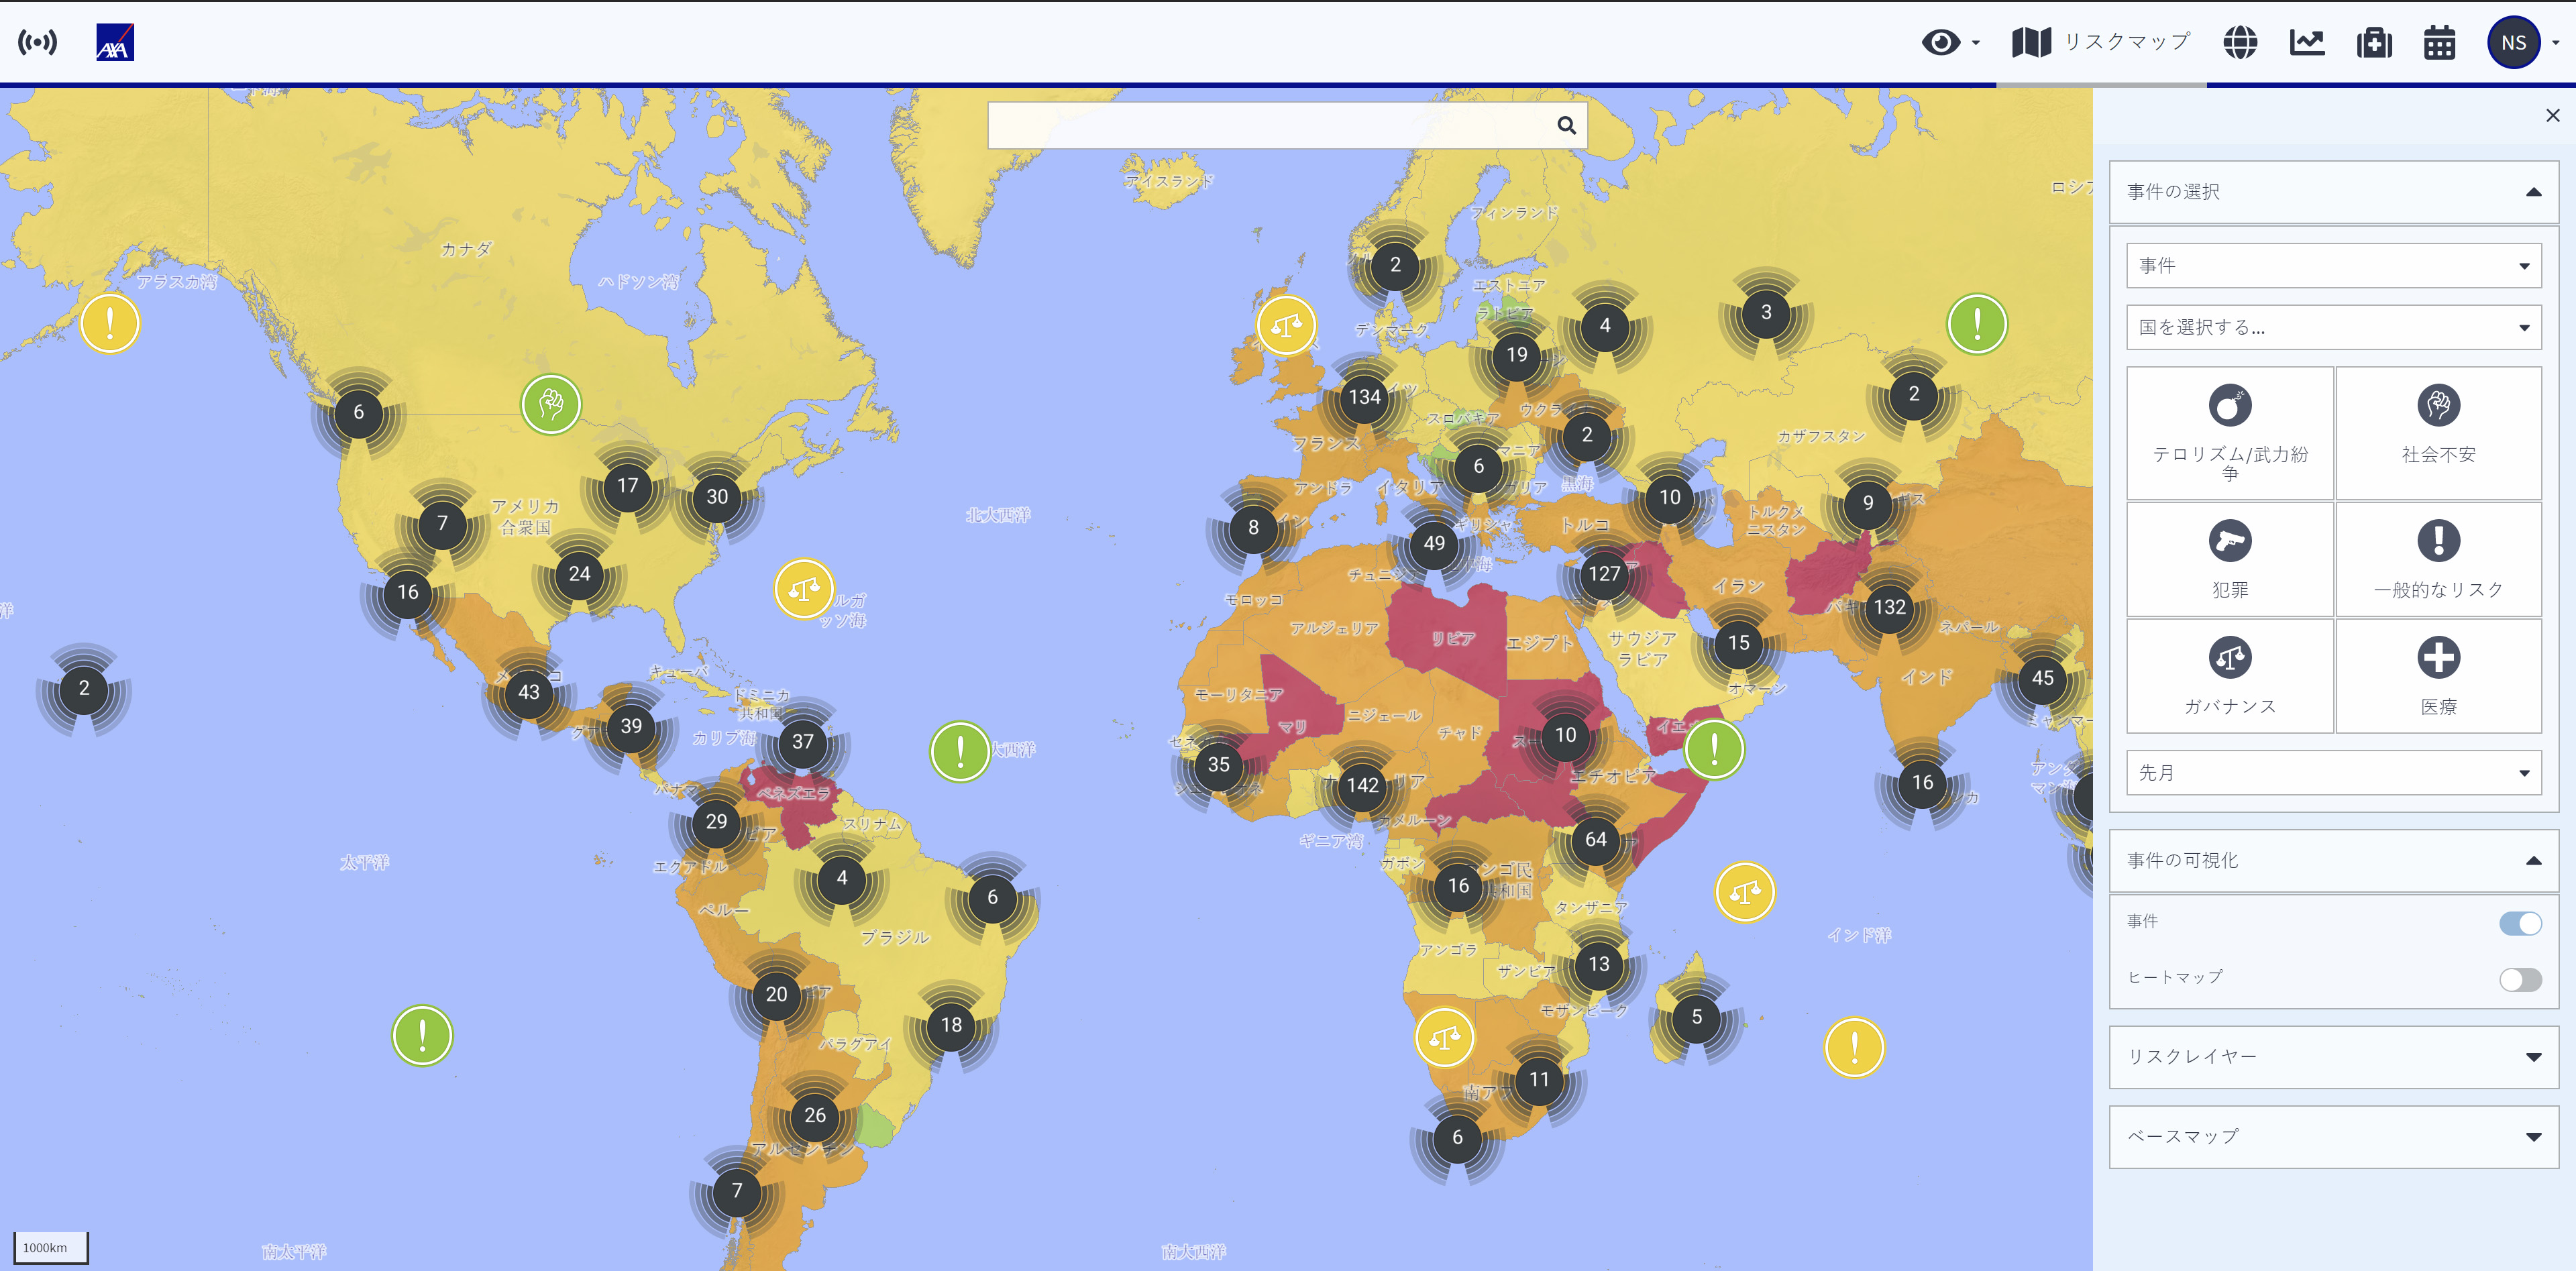 AXA
リスクマップ
NS
アイスランド
ロシア
フィンランド
カナダ
アラスカ湾
ハドソン湾
2
エストニア
ラトビア
デンマーク
4
3
19
134
2
6
スロバキア
ウクラ
フランス
カザフスタン
2
6
マニア
17
30
アンドラ
イタリア
黒海
10
9
7
アメリカ
合衆国
北大西洋
8
49
ギリシャ
トルコ
トルクメ
ニスタン
24
16
チュニジ
127
イラン
132
モロッコ
アルジェリア
リビア
エジプト
サウジア
ラビア
15
ネパール
インド
45
ルガ
ッソ海
2
43
キューバ
ドミニカ
共和国
モーリタニア
マリ
ニジェール
オマーン
39
カリブ海
37
大西洋
チャド
10
35
142
エチオピア
16
パナマ
ベネズエラ
29
スリナム
カメルーン
ギニア湾
64
太平洋
エクアドル
4
ガボン
16
ンゴ民
共和国
6
ペルー
タンザニア
ブラジル
アンゴラ
インド洋
13
ザンビア
20
モザンビーク
5
18
パラグアイ
11
26
アルゼンチン
6
7
1000km
南太平洋
南大西洋
事件の選択
事件
国を選択する...
テロリズム/武力紛
争
社会不安
犯罪
一般的なリスク
ガバナンス
医療
先月
事件の可視化
事件
ヒートマップ
リスクレイヤー
ベースマップ